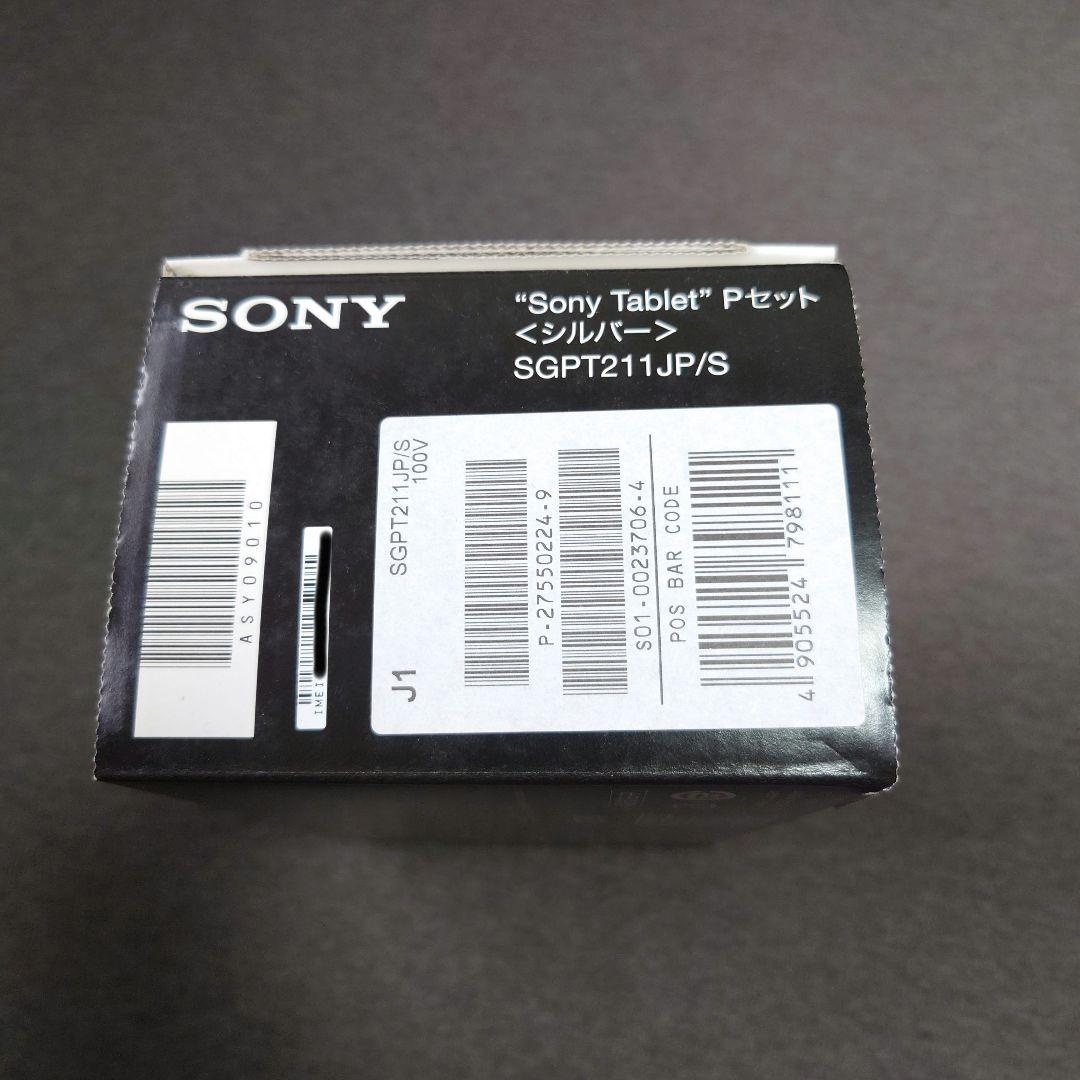 SONY
“Sony Tablet” Pセット
<シルバー>
SGPT211JP/S
ASY09010
IMEI
SGPT211JP/S
100V
J1
P-27550224-9
S01-0023706-4
POS BAR CODE
4 905524 798111